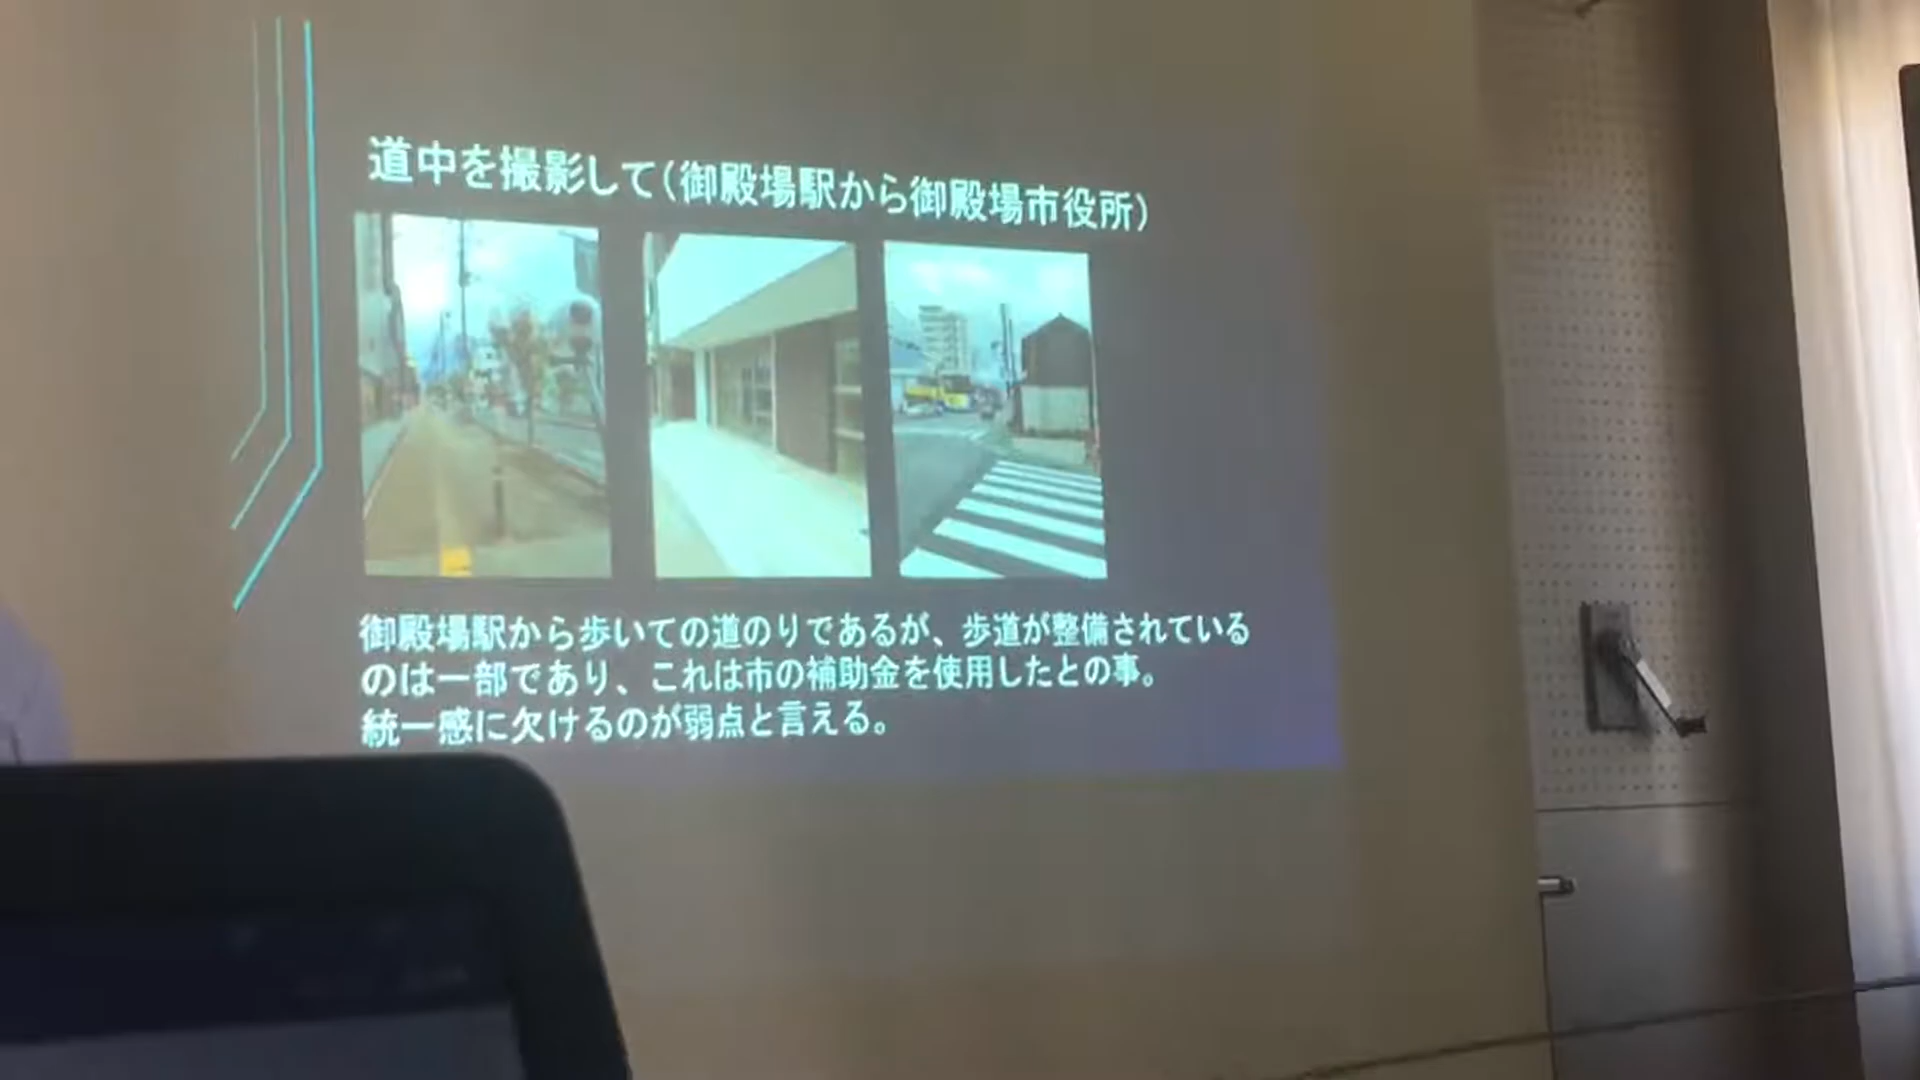 道中を撮影して(御殿場駅から御殿場市役所)
御殿場駅から歩いての道のりであるが、歩道が整備されている
のは一部であり、これは市の補助金を使用したとの事。
統一感に欠けるのが弱点と言える。